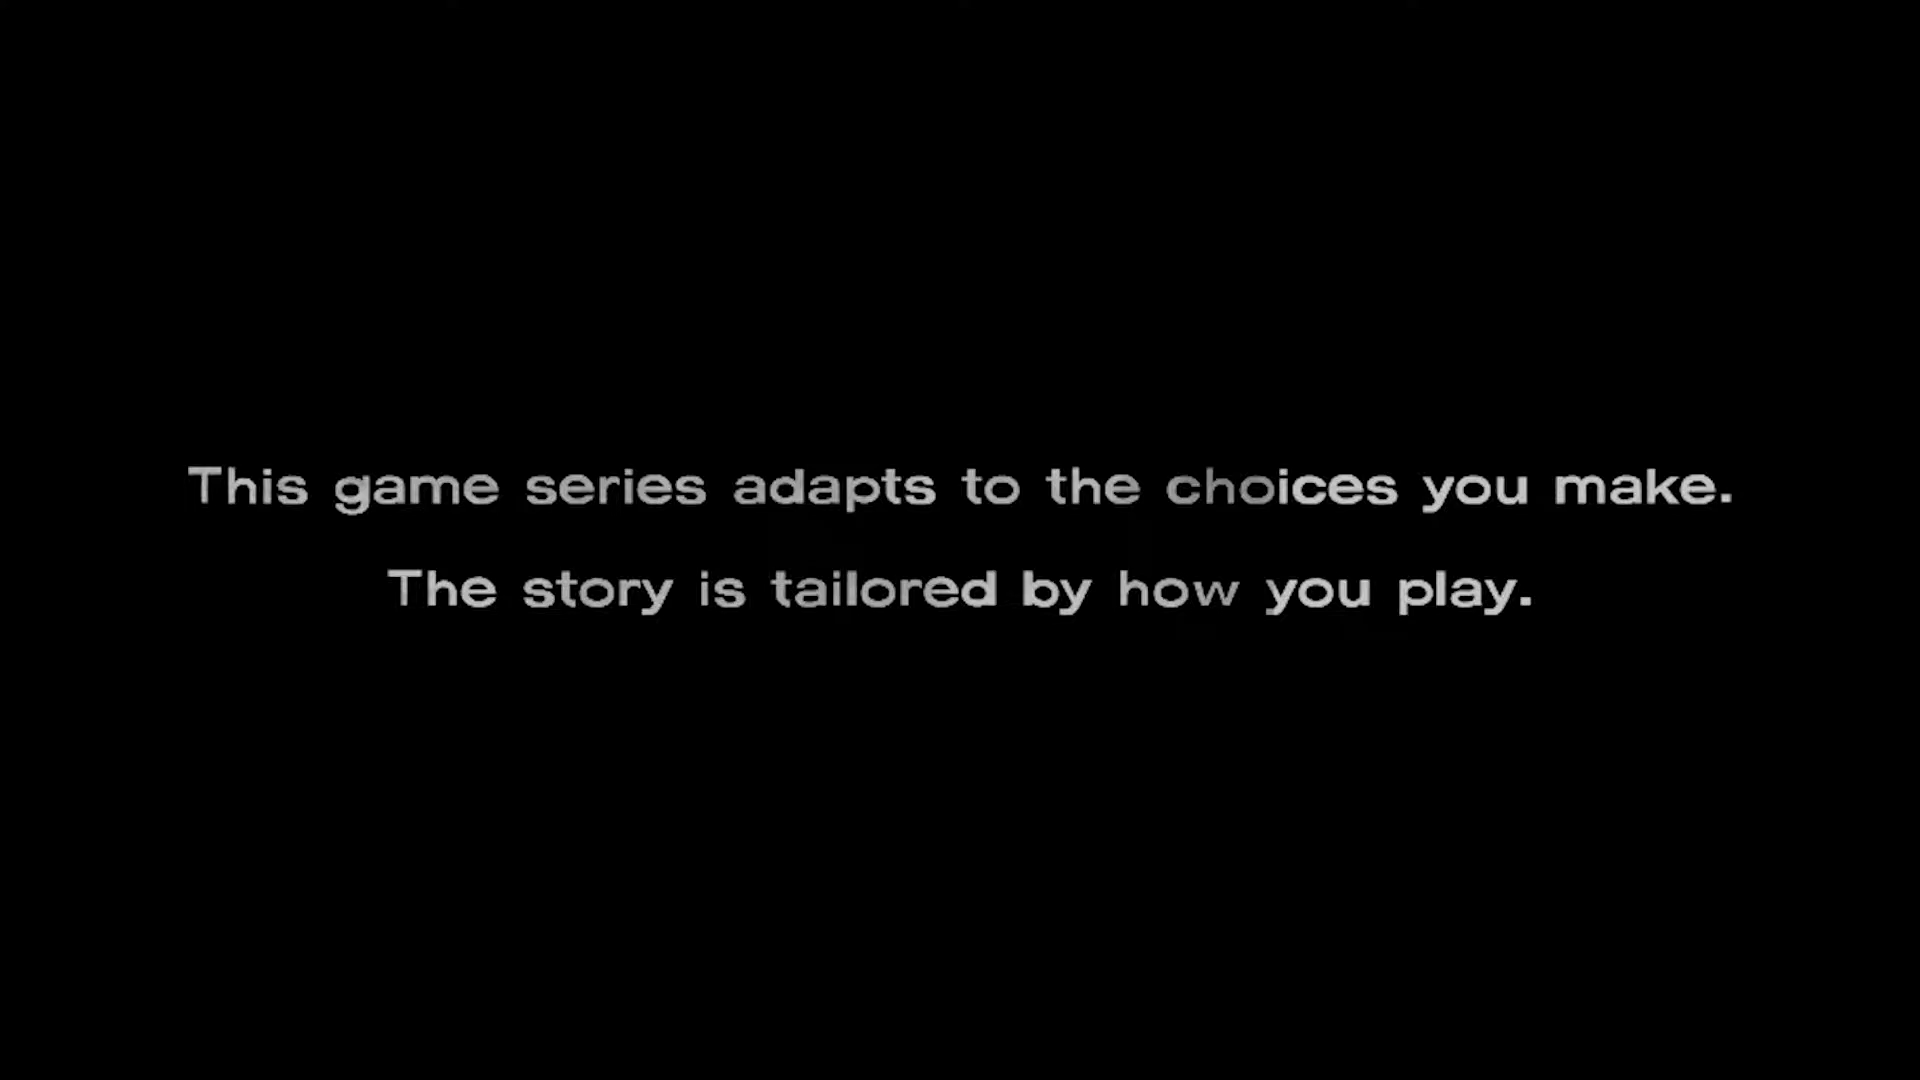 This game series adapts to the choices you make.
The story is tailored by how you play.